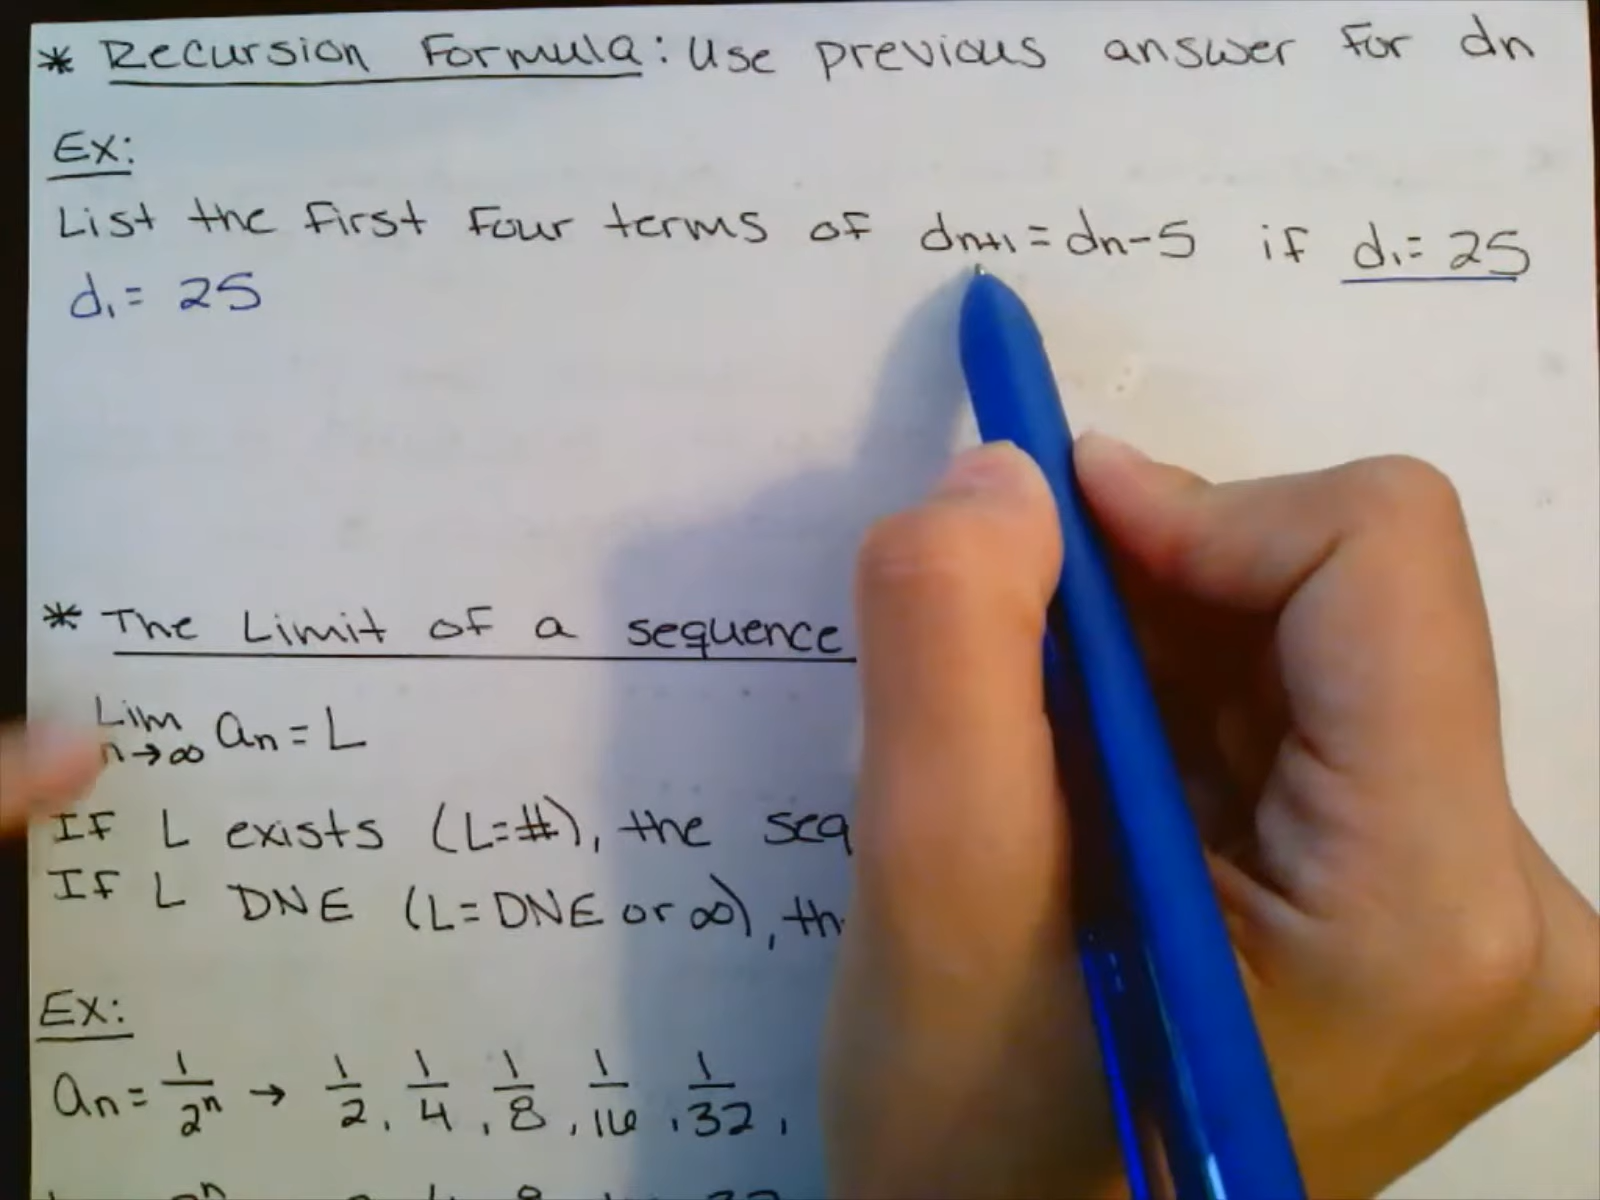 * Recursion Formula: Use previous answer for dn
Ex:
List the first four terms of dn+1 = dn-5 if d1 = 25
d1 = 25
* The Limit of a sequence
Lim n→∞ an = L
If L exists (L=#), the seq
If L DNE (L=DNE or ∞), th
Ex:
an = 1/2^n → 1/2, 1/4, 1/8, 1/16, 1/32,